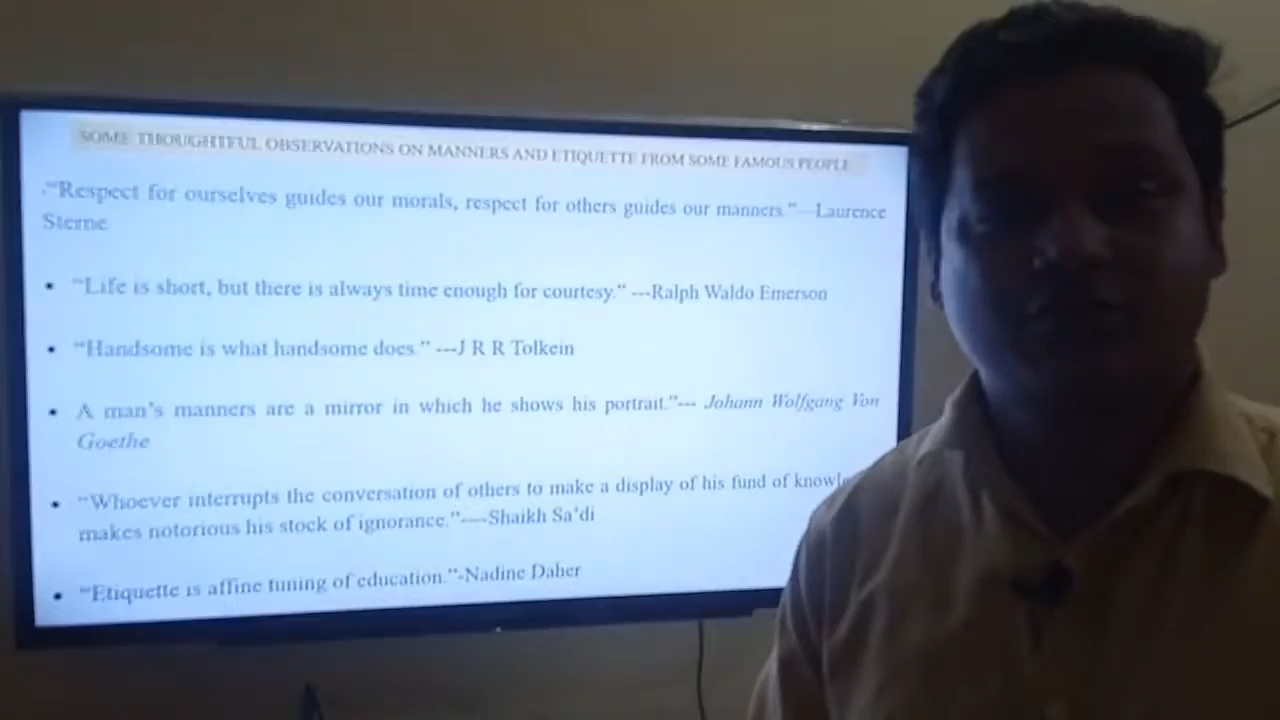 SOME THOUGHTFUL OBSERVATIONS ON MANNERS AND ETIQUETTE FROM SOME FAMOUS PEOPLE
-"Respect for ourselves guides our morals, respect for others guides our manners."—Laurence
Sterne
• "Life is short, but there is always time enough for courtesy." ---Ralph Waldo Emerson
• "Handsome is what handsome does." ---J R R Tolkein
• A man's manners are a mirror in which he shows his portrait."--- Johann Wolfgang Von
Goethe
• "Whoever interrupts the conversation of others to make a display of his fund of
makes notorious his stock of ignorance."----Shaikh Sa'di
• "Etiquette is affine tuning of education."-Nadine Daher